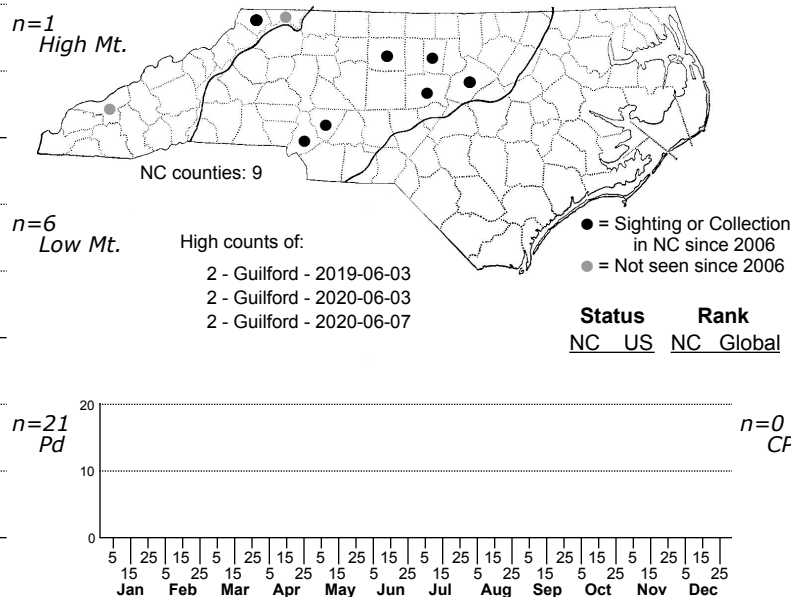 n=1
High Mt.
NC counties: 9
n=6
Low Mt.
High counts of:
2 - Guilford - 2019-06-03
2 - Guilford - 2020-06-03
2 - Guilford - 2020-06-07
● = Sighting or Collection
in NC since 2006
● = Not seen since 2006
Status Rank
NC US NC Global
n=21
Pd
n=0
CP
20
10
0
5 25 15 5 25 15 5 25 15 5 25 15 5 25 15 5 25 15
15 5 25 15 5 25 15 5 25 15 5 25 15 5 25 15 5 25
Jan Feb Mar Apr May Jun Jul Aug Sep Oct Nov Dec